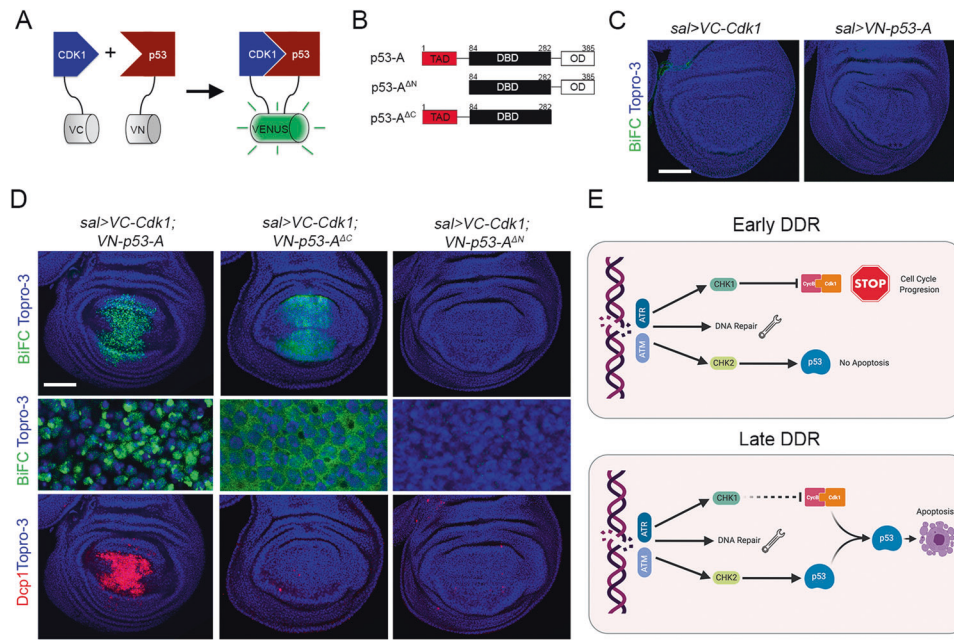 A
CDK1
+
p53
CDK1
p53
VC
VN
VENUS
B
1
84
282
385
p53-A
TAD
DBD
OD
84
282
385
p53-AΔN
DBD
OD
1
84
282
p53-AΔC
TAD
DBD
C
sal>VC-Cdk1
sal>VN-p53-A
BiFC Topro-3
D
sal>VC-Cdk1;
VN-p53-A
sal>VC-Cdk1;
VN-p53-AΔC
sal>VC-Cdk1;
VN-p53-AΔN
BiFC Topro-3
BiFC Topro-3
Dcp1Topro-3
E
Early DDR
ATR
ATM
CHK1
CycB
Cdk1
STOP
Cell Cycle
Progresion
DNA Repair
CHK2
p53
No Apoptosis
Late DDR
ATR
ATM
CHK1
CycB
Cdk1
DNA Repair
CHK2
p53
p53
Apoptosis